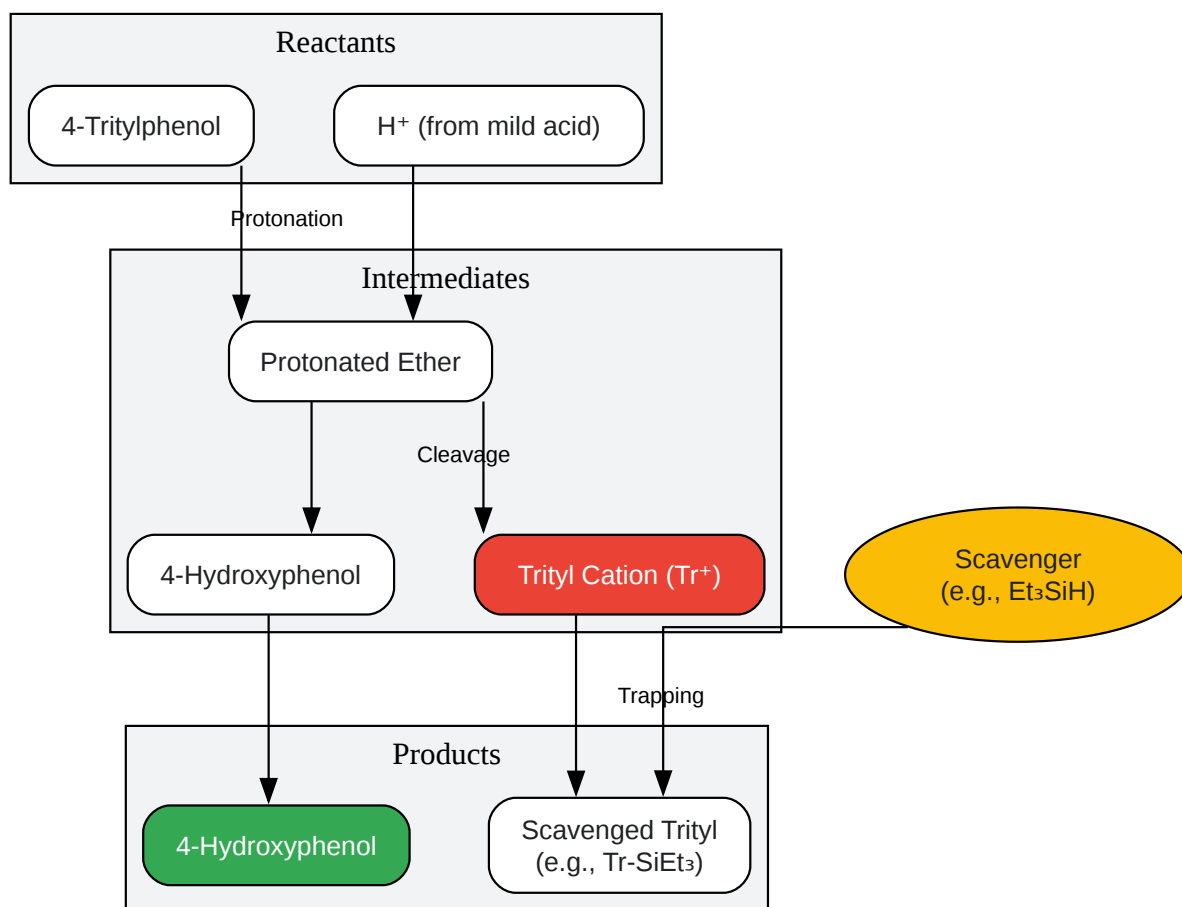 Reactants
4-Tritylphenol
H⁺ (from mild acid)
Protonation
Intermediates
Protonated Ether
Cleavage
4-Hydroxyphenol
Trityl Cation (Tr⁺)
Scavenger
(e.g., Et₃SiH)
Trapping
Products
4-Hydroxyphenol
Scavenged Trityl
(e.g., Tr-SiEt₃)